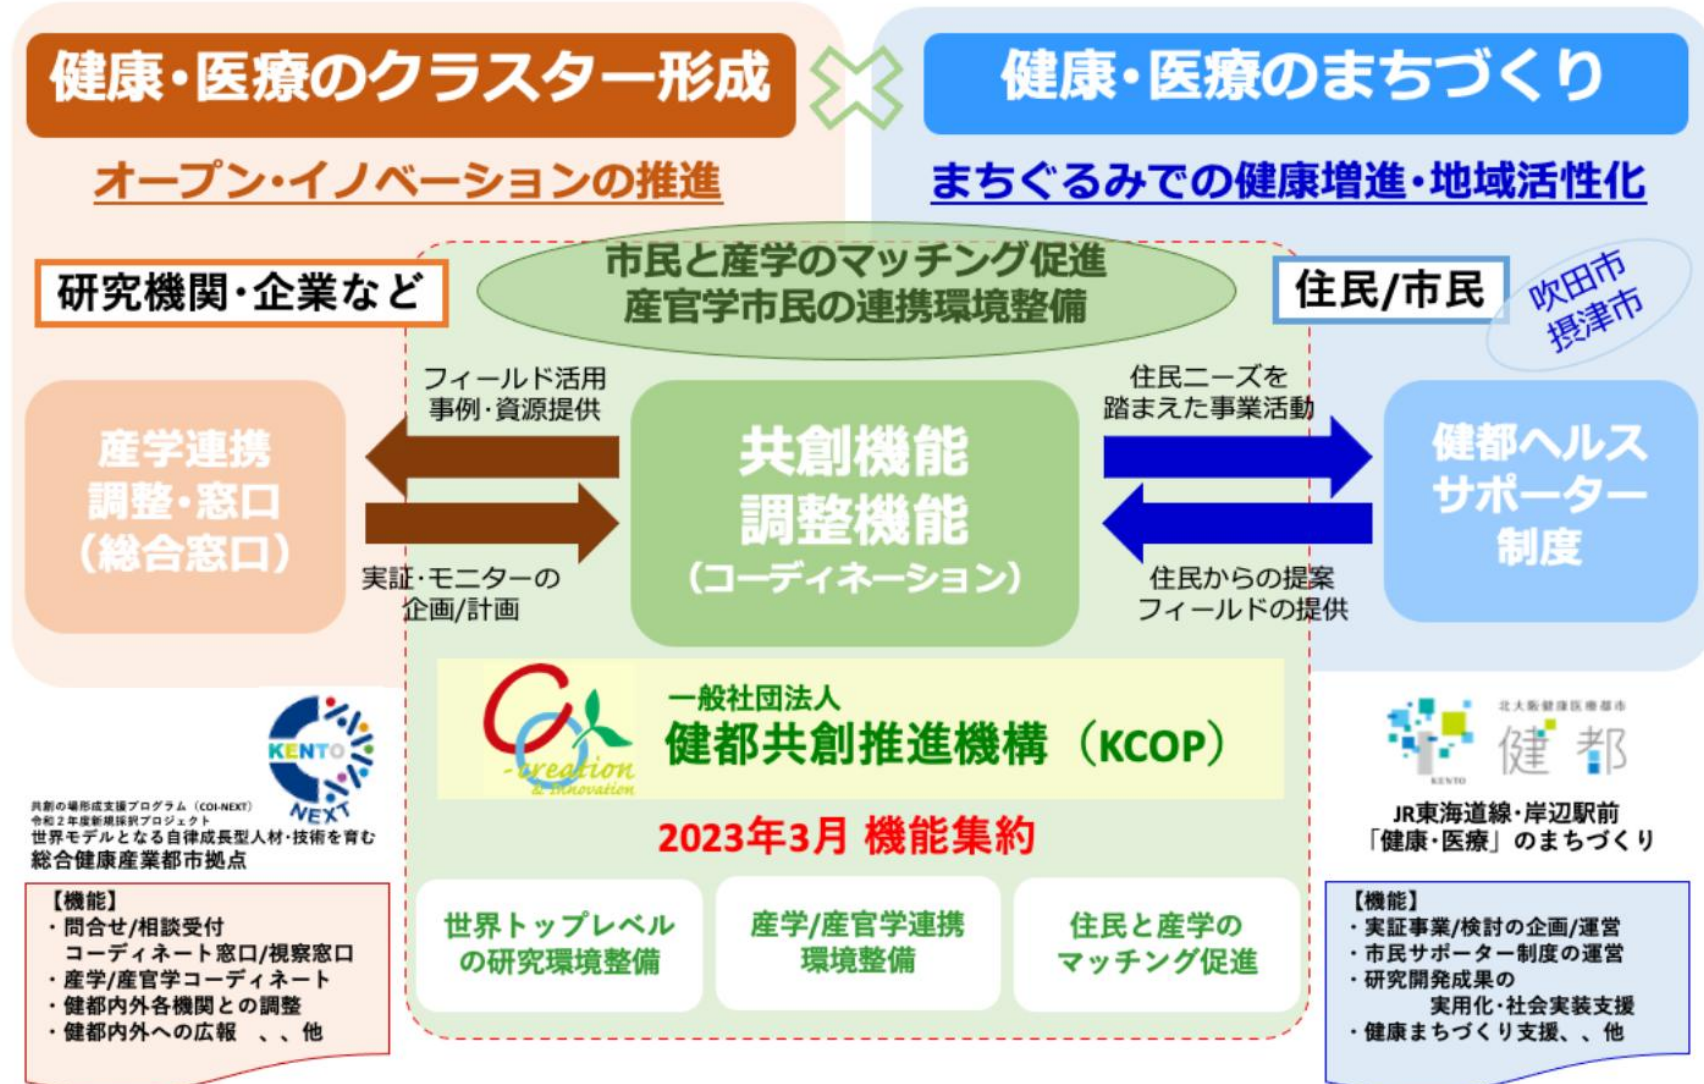 健康・医療のクラスター形成
健康・医療のまちづくり
オープン・イノベーションの推進
まちぐるみでの健康増進・地域活性化
市民と産学のマッチング促進
産官学市民の連携環境整備
研究機関・企業など
住民/市民
吹田市
摂津市
フィールド活用
事例・資源提供
住民ニーズを
踏まえた事業活動
産学連携
調整・窓口
（総合窓口）
共創機能
調整機能
（コーディネーション）
健都ヘルス
サポーター
制度
実証・モニターの
企画/計画
住民からの提案
フィールドの提供
Co
-creation
& Innovation
一般社団法人
健都共創推進機構（KCOP）
2023年3月 機能集約
KENTO
NEXT
共創の場形成支援プログラム（COI-NEXT）
令和２年度新規採択プロジェクト
世界モデルとなる自律成長型人材・技術を育む
総合健康産業都市拠点
北大阪健康医療都市
健都
KENTO
JR東海道線・岸辺駅前
「健康・医療」のまちづくり
【機能】
・問合せ/相談受付
コーディネート窓口/視察窓口
・産学/産官学コーディネート
・健都内外各機関との調整
・健都内外への広報　、、他
世界トップレベル
の研究環境整備
産学/産官学連携
環境整備
住民と産学の
マッチング促進
【機能】
・実証事業/検討の企画/運営
・市民サポーター制度の運営
・研究開発成果の
実用化・社会実装支援
・健康まちづくり支援、、他